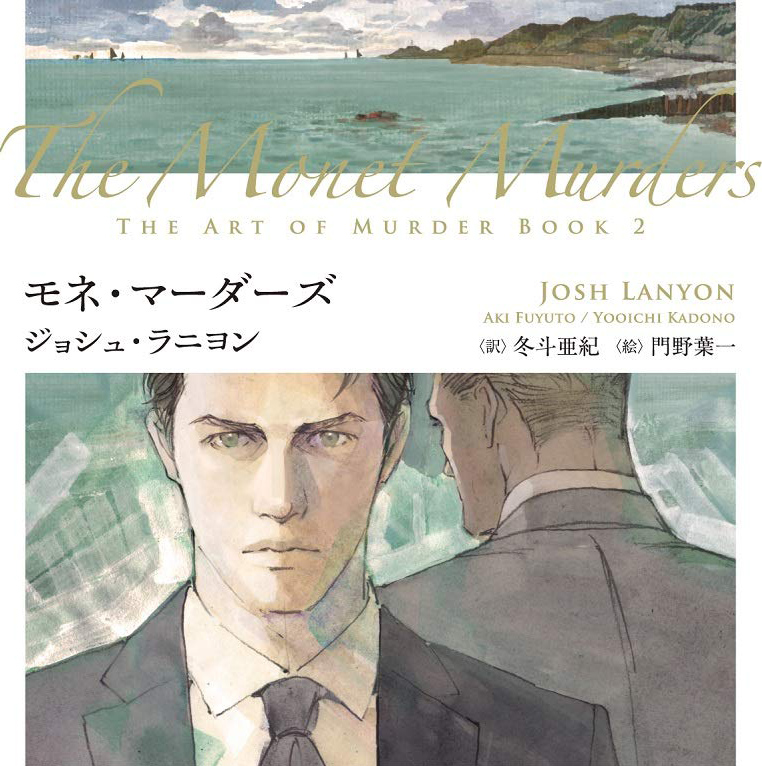 The Monet Murders
THE ART OF MURDER BOOK 2
モネ・マーダーズ
ジョシュ・ラニヨン
JOSH LANYON
AKI FUYUTO / YOOICHI KADONO
〈訳〉冬斗亜紀 〈絵〉門野葉一